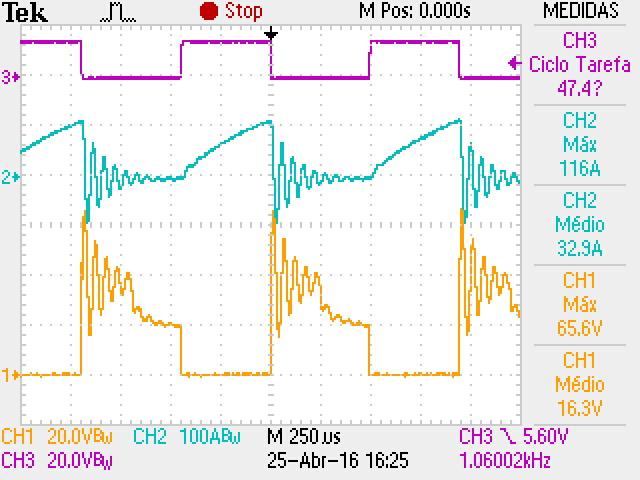 Tek Stop M Pos: 0.000s MEDIDAS
CH3
Ciclo Tarefa
47.4?
CH2
Máx
116A
CH2
Médio
32.9A
CH1
Máx
65.6V
CH1
Médio
16.3V
3
2
1
CH1 20.0VBw CH2 100ABw M 250µs CH3 5.60V
CH3 20.0VBw 25-Abr-16 16:25 1.06002kHz